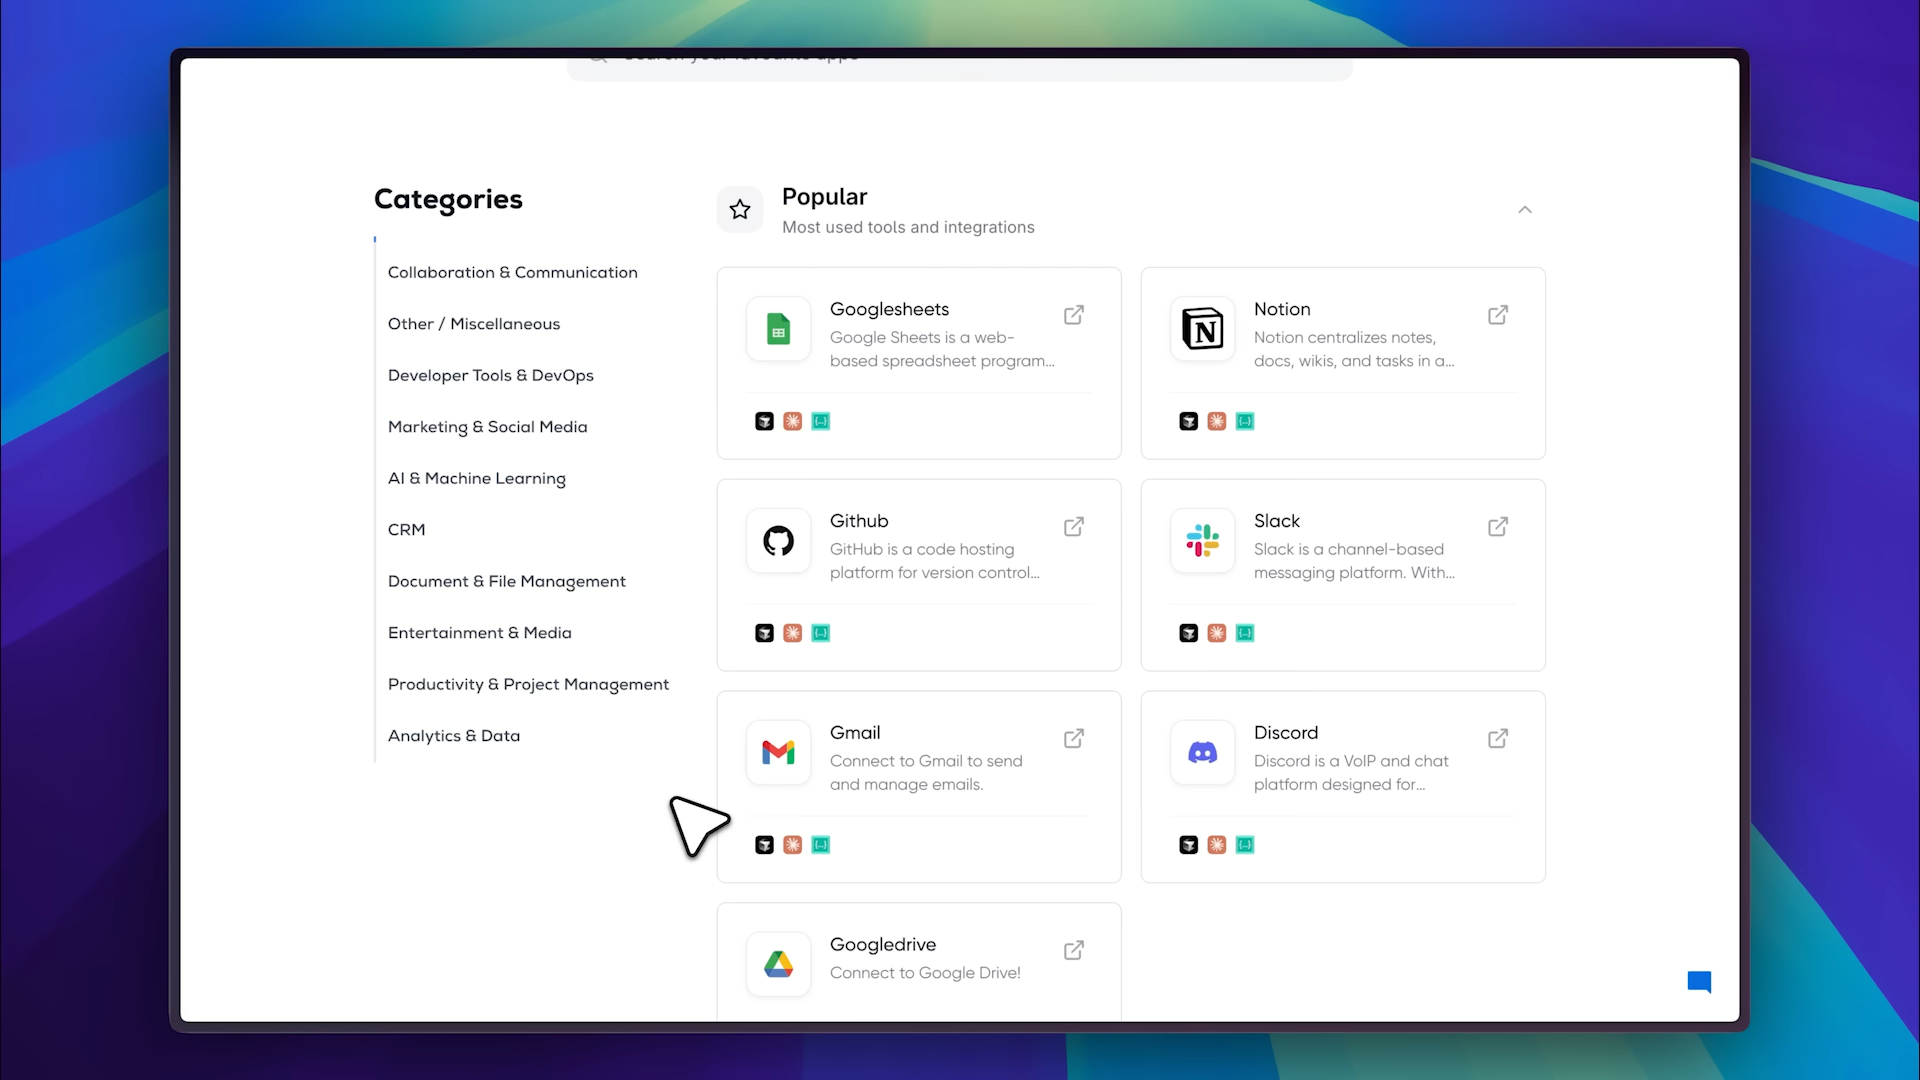 Search your favourite apps
Categories
Collaboration & Communication
Other / Miscellaneous
Developer Tools & DevOps
Marketing & Social Media
AI & Machine Learning
CRM
Document & File Management
Entertainment & Media
Productivity & Project Management
Analytics & Data
Popular
Most used tools and integrations
Googlesheets
Google Sheets is a web-
based spreadsheet program...
Notion
Notion centralizes notes,
docs, wikis, and tasks in a...
Github
GitHub is a code hosting
platform for version control...
Slack
Slack is a channel-based
messaging platform. With...
Gmail
Connect to Gmail to send
and manage emails.
Discord
Discord is a VoIP and chat
platform designed for...
Googledrive
Connect to Google Drive!